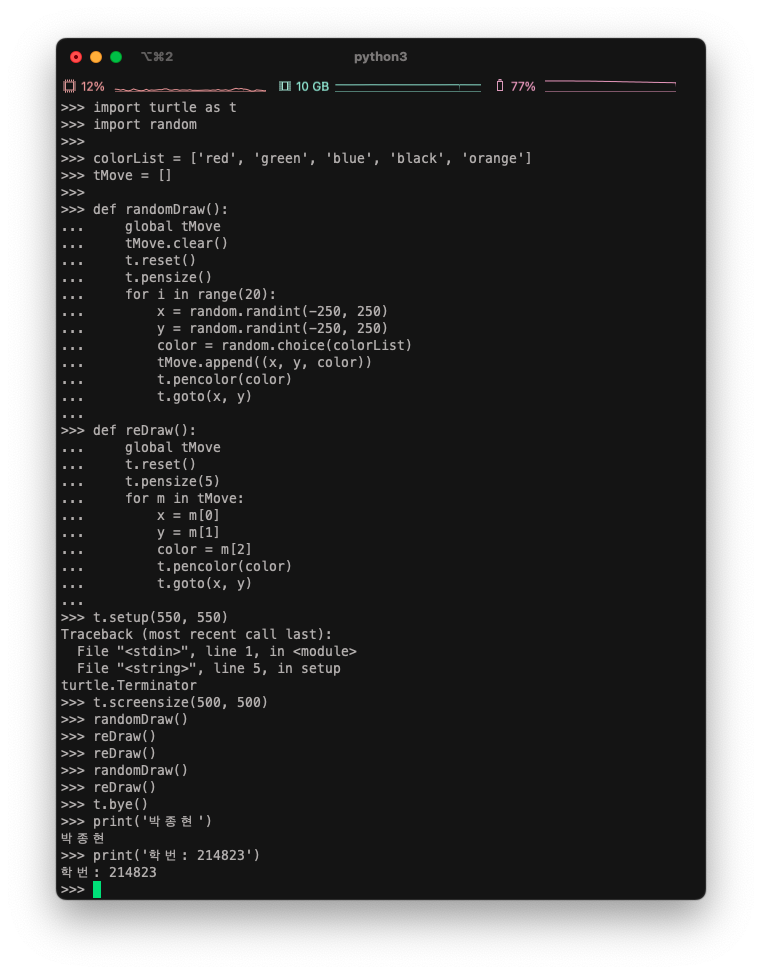 ⌥⌘2 python3
12% 10 GB 77%
>>> import turtle as t
>>> import random
>>>
>>> colorList = ['red', 'green', 'blue', 'black', 'orange']
>>> tMove = []
>>>
>>> def randomDraw():
...     global tMove
...     tMove.clear()
...     t.reset()
...     t.pensize()
...     for i in range(20):
...         x = random.randint(-250, 250)
...         y = random.randint(-250, 250)
...         color = random.choice(colorList)
...         tMove.append((x, y, color))
...         t.pencolor(color)
...         t.goto(x, y)
...
>>> def reDraw():
...     global tMove
...     t.reset()
...     t.pensize(5)
...     for m in tMove:
...         x = m[0]
...         y = m[1]
...         color = m[2]
...         t.pencolor(color)
...         t.goto(x, y)
...
>>> t.setup(550, 550)
Traceback (most recent call last):
  File "<stdin>", line 1, in <module>
  File "<string>", line 5, in setup
turtle.Terminator
>>> t.screensize(500, 500)
>>> randomDraw()
>>> reDraw()
>>> reDraw()
>>> randomDraw()
>>> reDraw()
>>> t.bye()
>>> print('박종현')
박종현
>>> print('학번: 214823')
학번: 214823
>>>